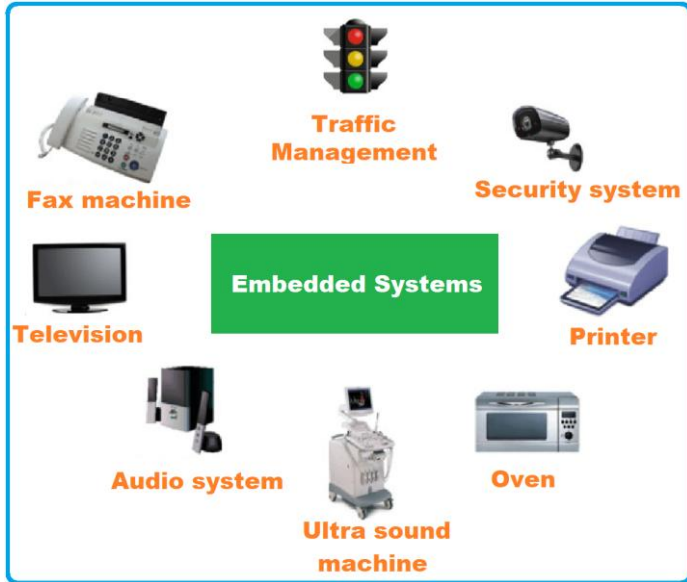 Traffic
Management
Fax machine
Security system
Embedded Systems
Television
Printer
Audio system
Oven
Ultra sound
machine